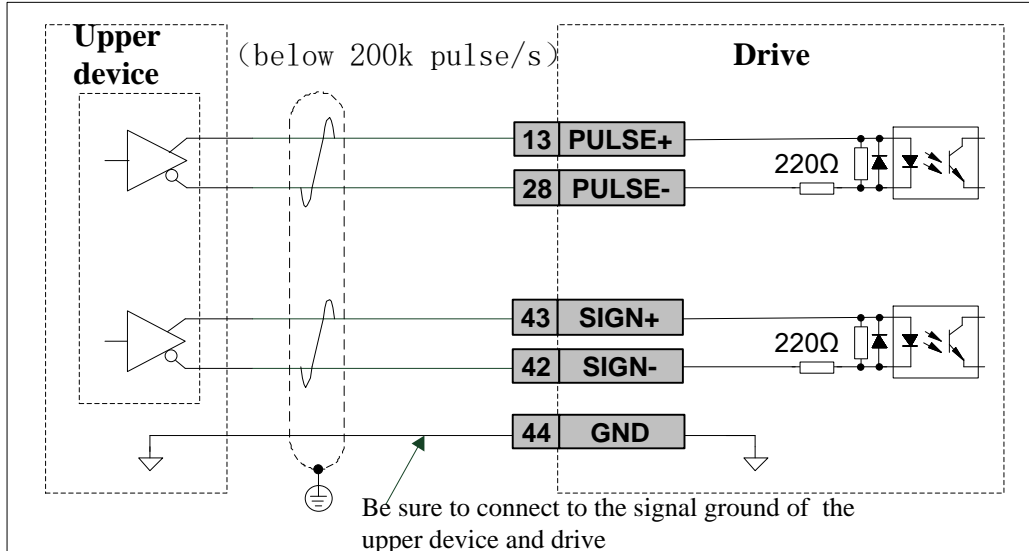 Upper
device
（below 200k pulse/s）
Drive
13 PULSE+
28 PULSE-
220Ω
43 SIGN+
42 SIGN-
220Ω
44 GND
Be sure to connect to the signal ground of the
upper device and drive